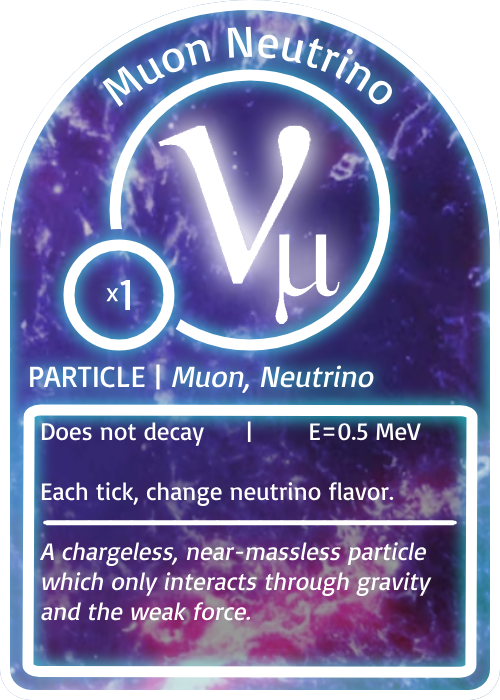 Muon Neutrino
νμ
x1
PARTICLE | Muon, Neutrino
Does not decay | E=0.5 MeV
Each tick, change neutrino flavor.
A chargeless, near-massless particle
which only interacts through gravity
and the weak force.